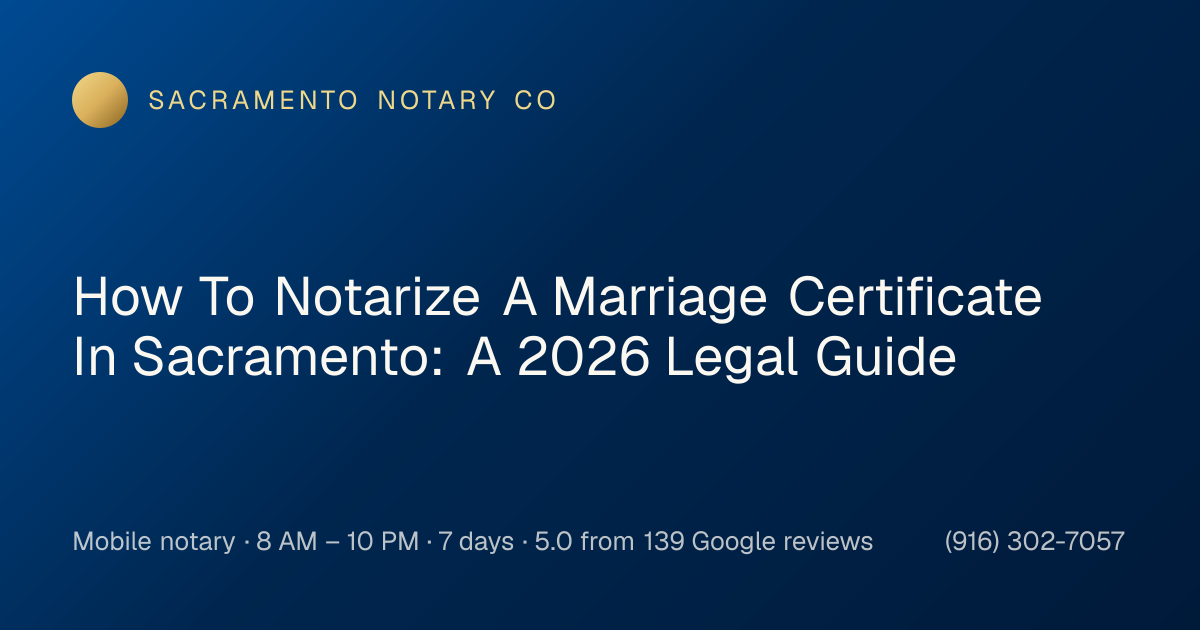 SACRAMENTO NOTARY CO
How To Notarize A Marriage Certificate
In Sacramento: A 2026 Legal Guide
Mobile notary · 8 AM – 10 PM · 7 days · 5.0 from 139 Google reviews
(916) 302-7057